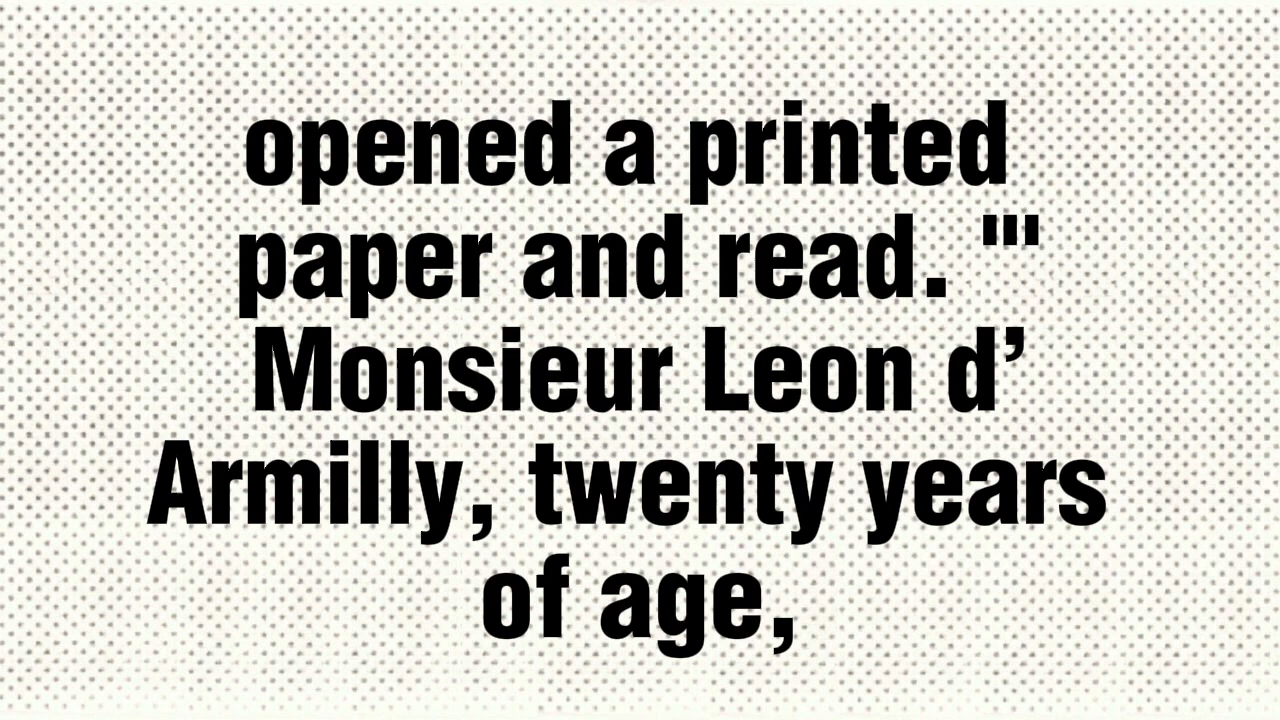 opened a printed
paper and read. "'
Monsieur Leon d’
Armilly, twenty years
of age,